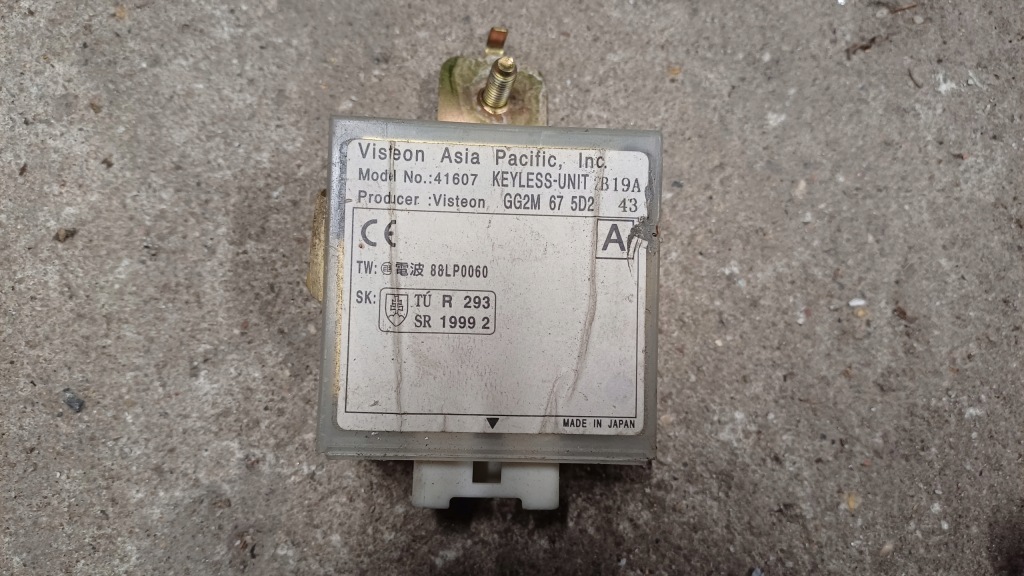 Visteon Asia Pacific, Inc.
Model No.:41607 KEYLESS-UNIT B19A
Producer :Visteon GG2M 67 5D2 43
CE A
TW: 電波 88LP0060
SK: TÚ R 293
SR 1999 2
MADE IN JAPAN